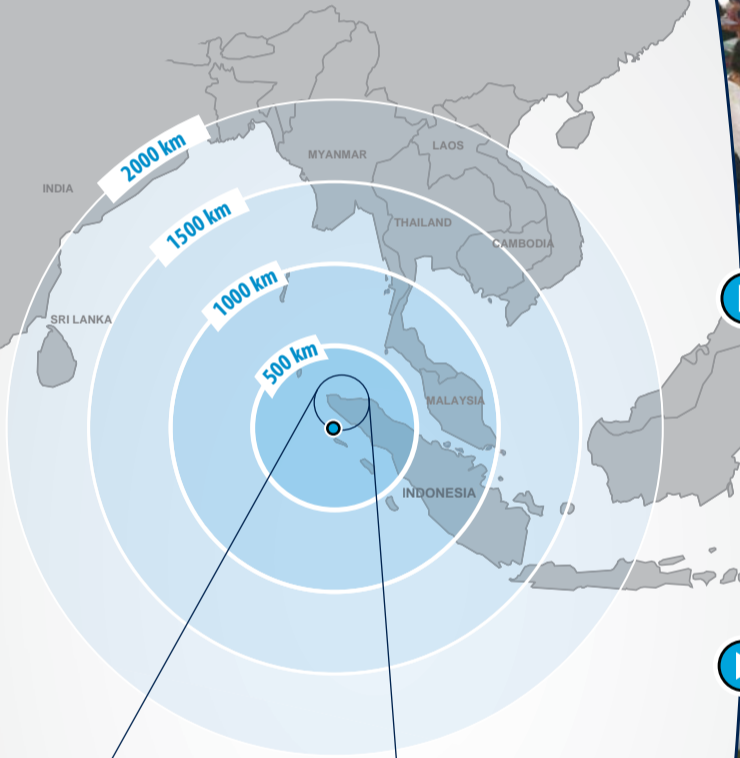 2000 km
MYANMAR
LAOS
INDIA
1500 km
THAILAND
CAMBODIA
1000 km
SRI LANKA
500 km
MALAYSIA
INDONESIA